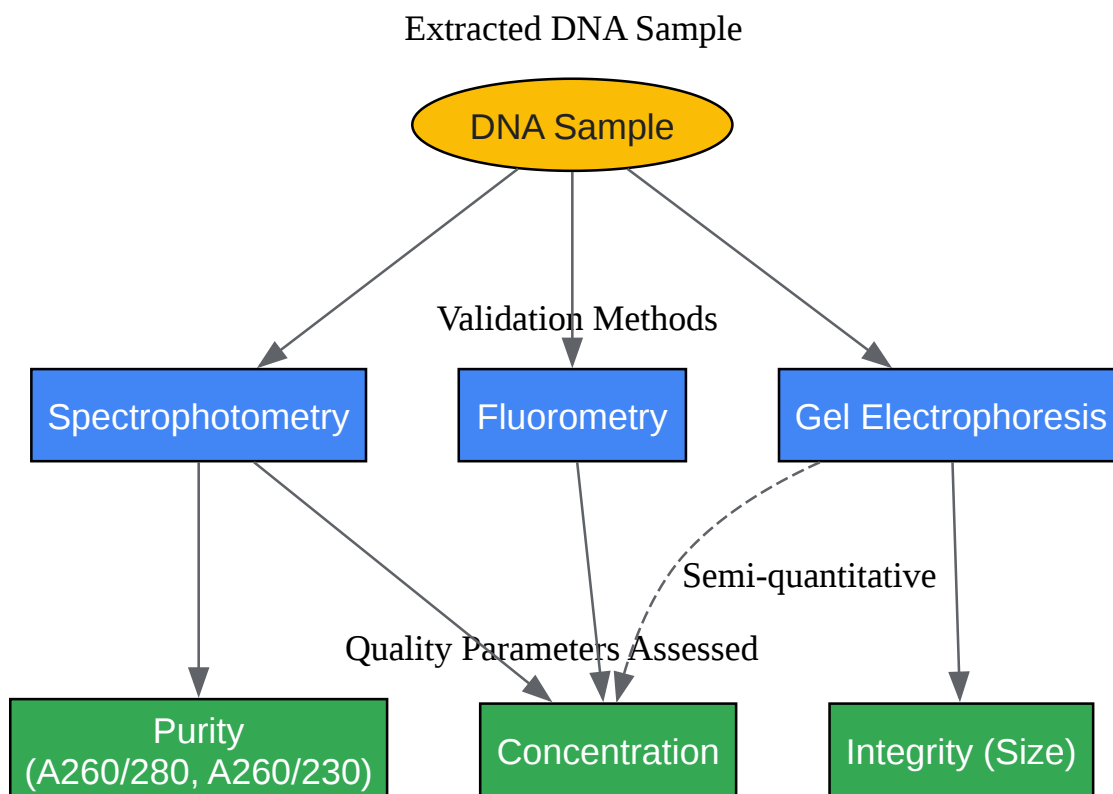 Extracted DNA Sample
DNA Sample
Validation Methods
Spectrophotometry
Fluorometry
Gel Electrophoresis
Semi-quantitative
Quality Parameters Assessed
Purity
(A260/280, A260/230)
Concentration
Integrity (Size)